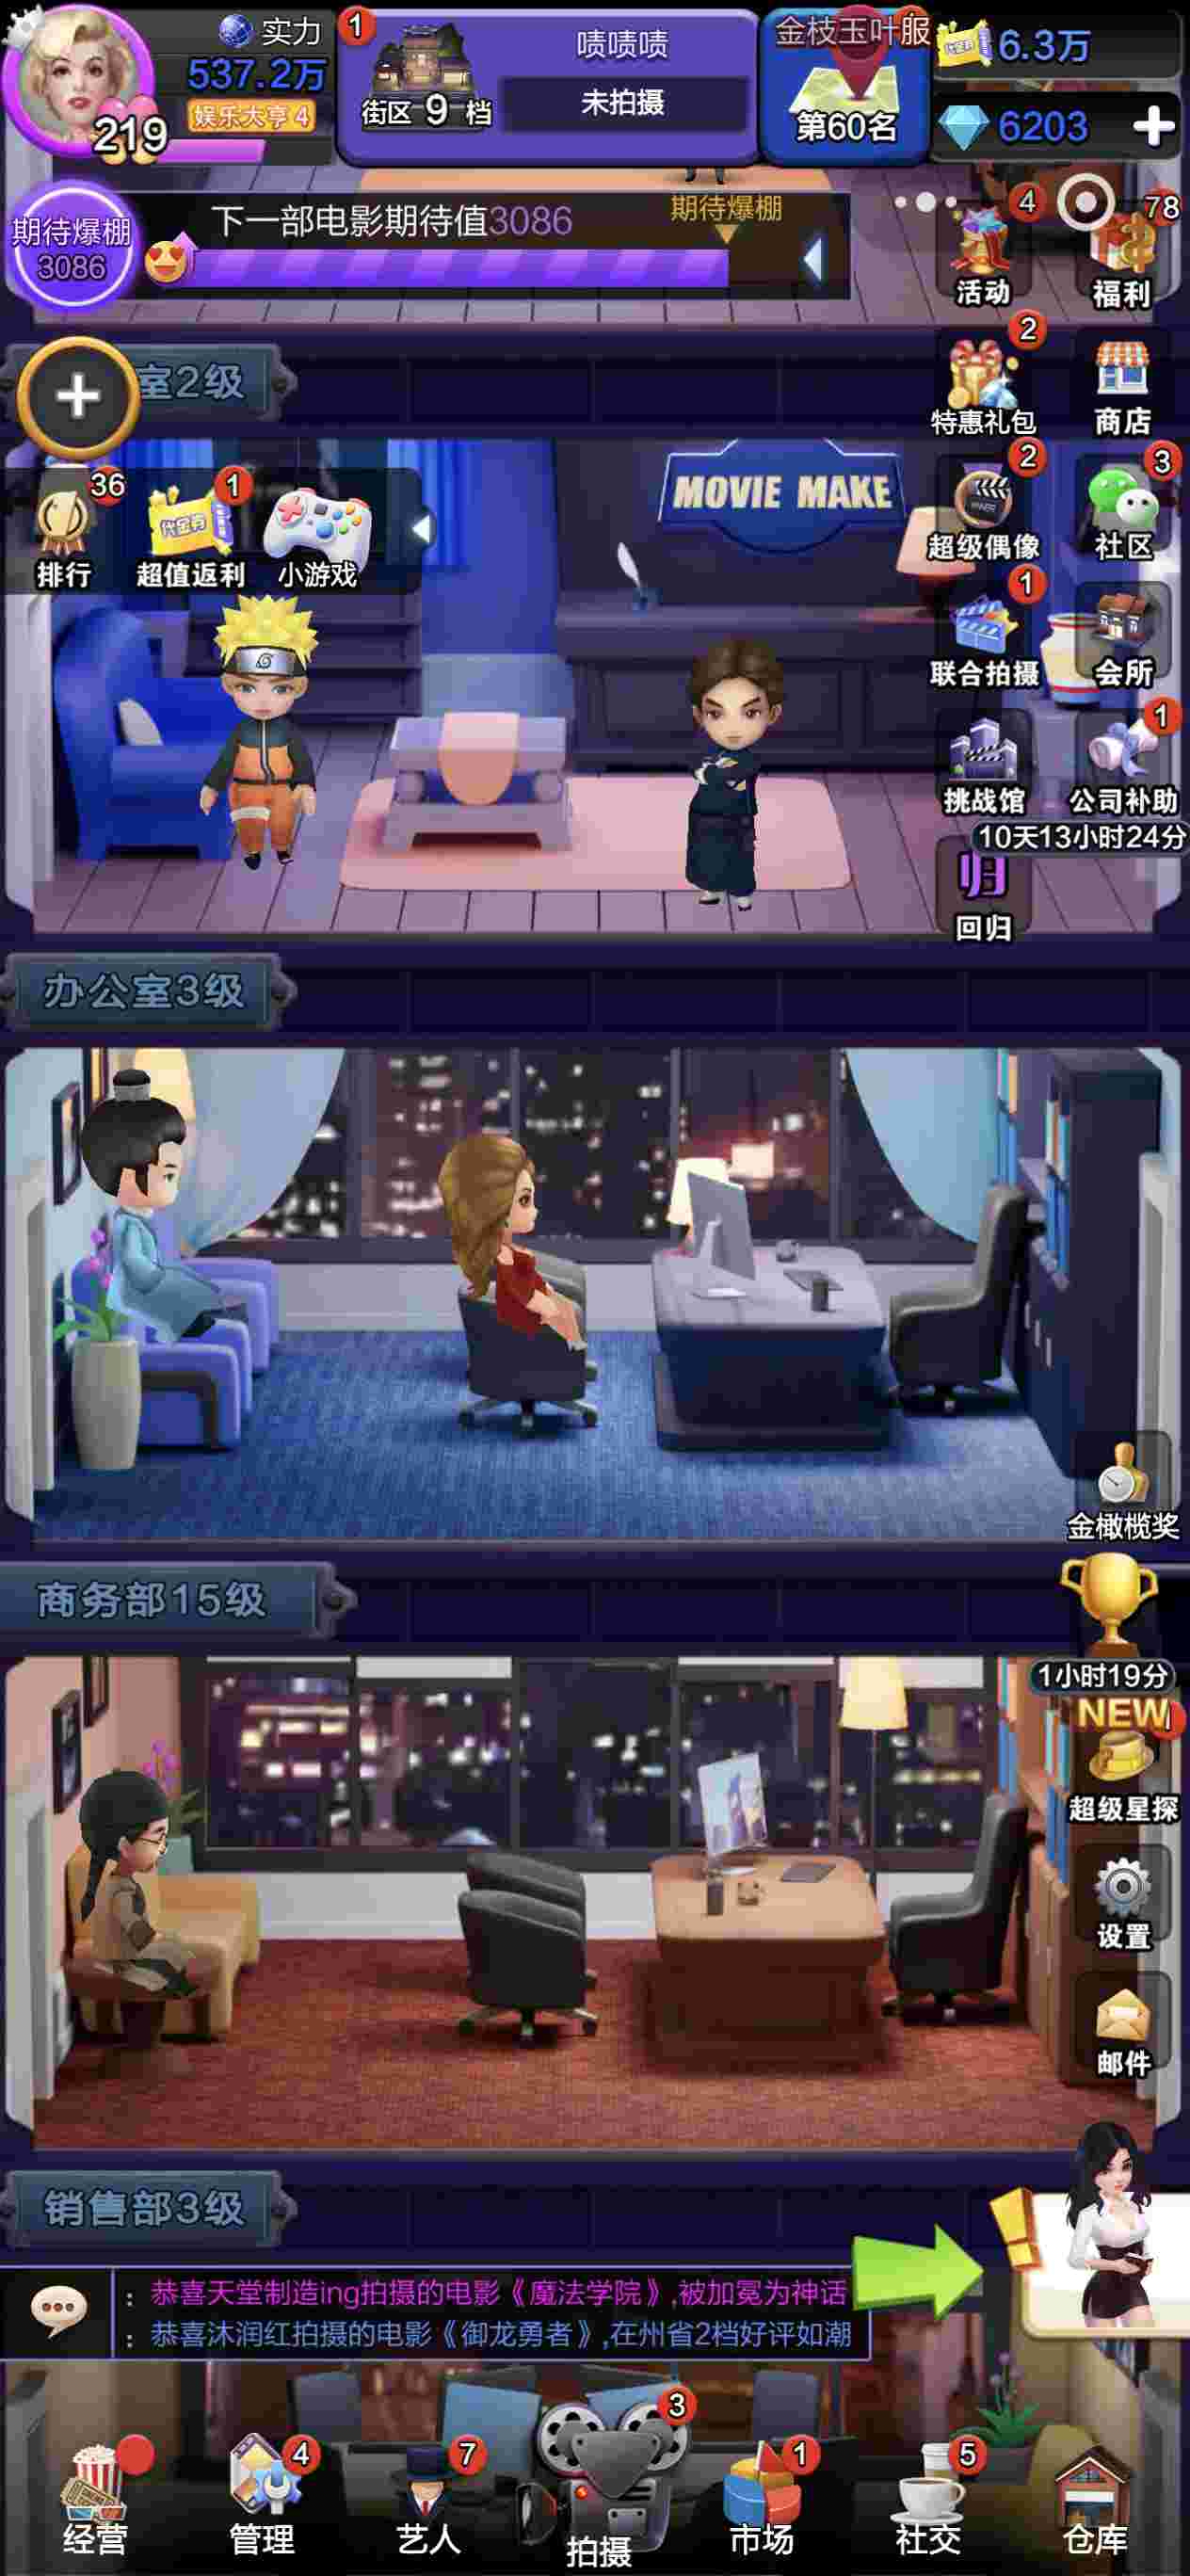 实力
537.2万
娱乐大亨 4
219
1
街区 9 档
啧啧啧
未拍摄
金枝玉叶服
第60名
代金券
6.3万
6203
期待爆棚
3086
下一部电影期待值3086
期待爆棚
4
活动
78
福利
室2级
2
特惠礼包
商店
36
排行
1
代金券
超值返利
小游戏
MOVIE MAKE
2
超级偶像
3
社区
1
联合拍摄
会所
挑战馆
1
公司补助
10天13小时24分
归
回归
办公室3级
金橄榄奖
商务部15级
1小时19分
NEW
超级星探
设置
邮件
销售部3级
：恭喜天堂制造ing拍摄的电影《魔法学院》,被加冕为神话
：恭喜沐润红拍摄的电影《御龙勇者》,在州省2档好评如潮
经营
4
管理
7
艺人
3
拍摄
1
市场
5
社交
仓库